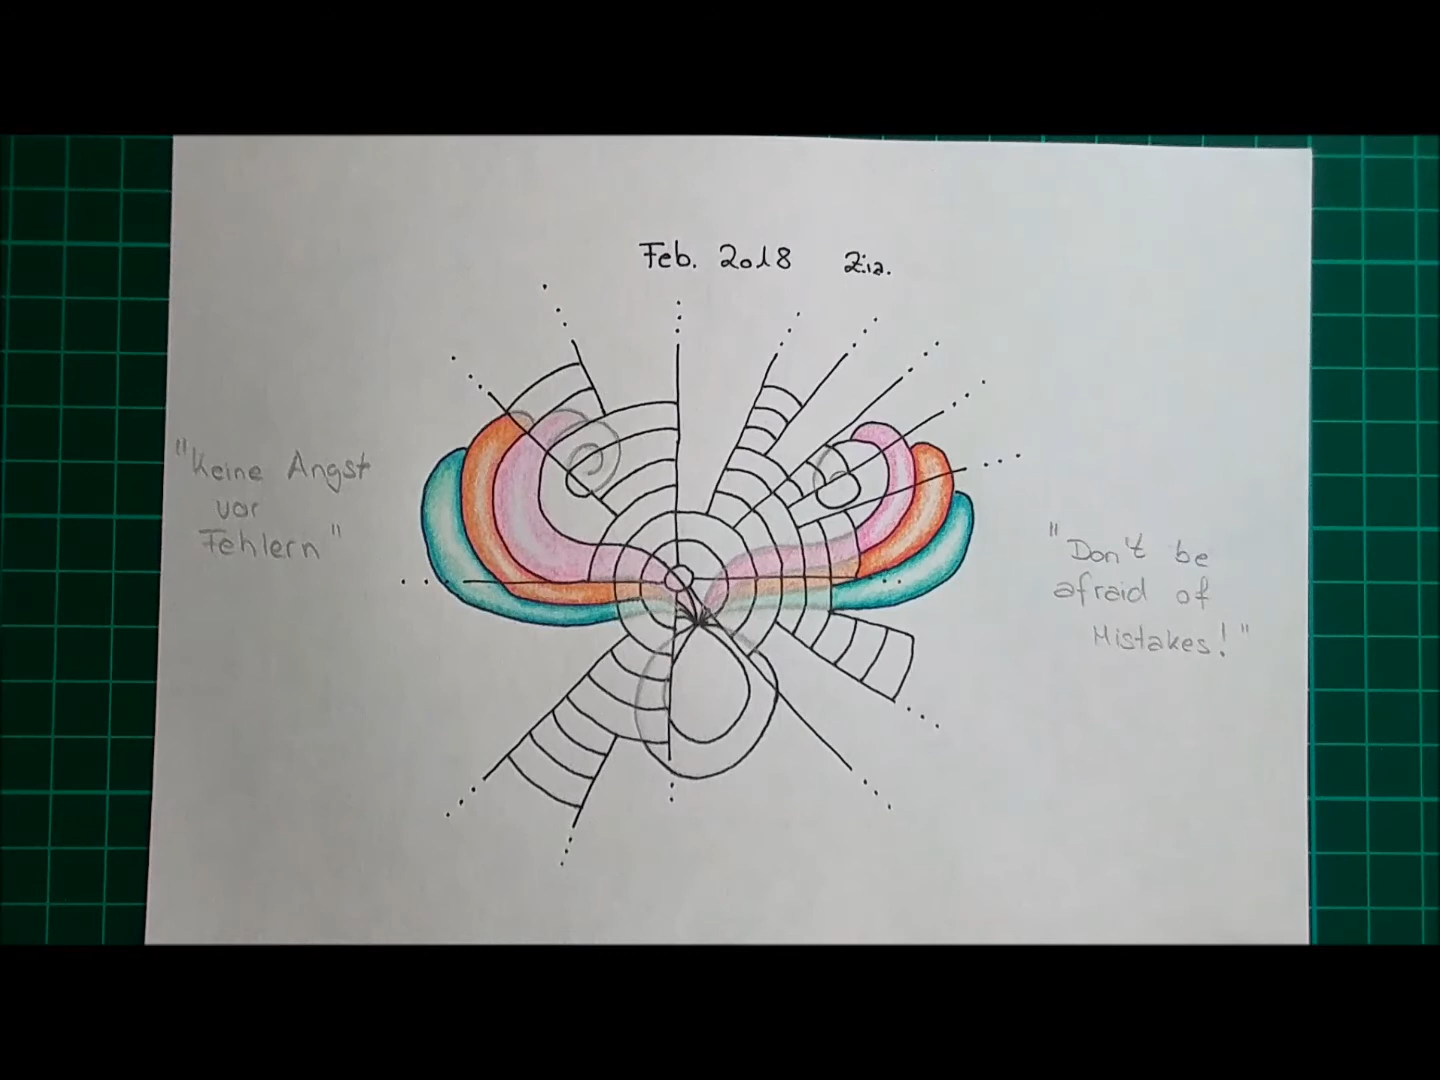 Feb. 2018 Zia.
"Keine Angst
vor
Fehlern"
"Don't be
afraid of
Mistakes!"